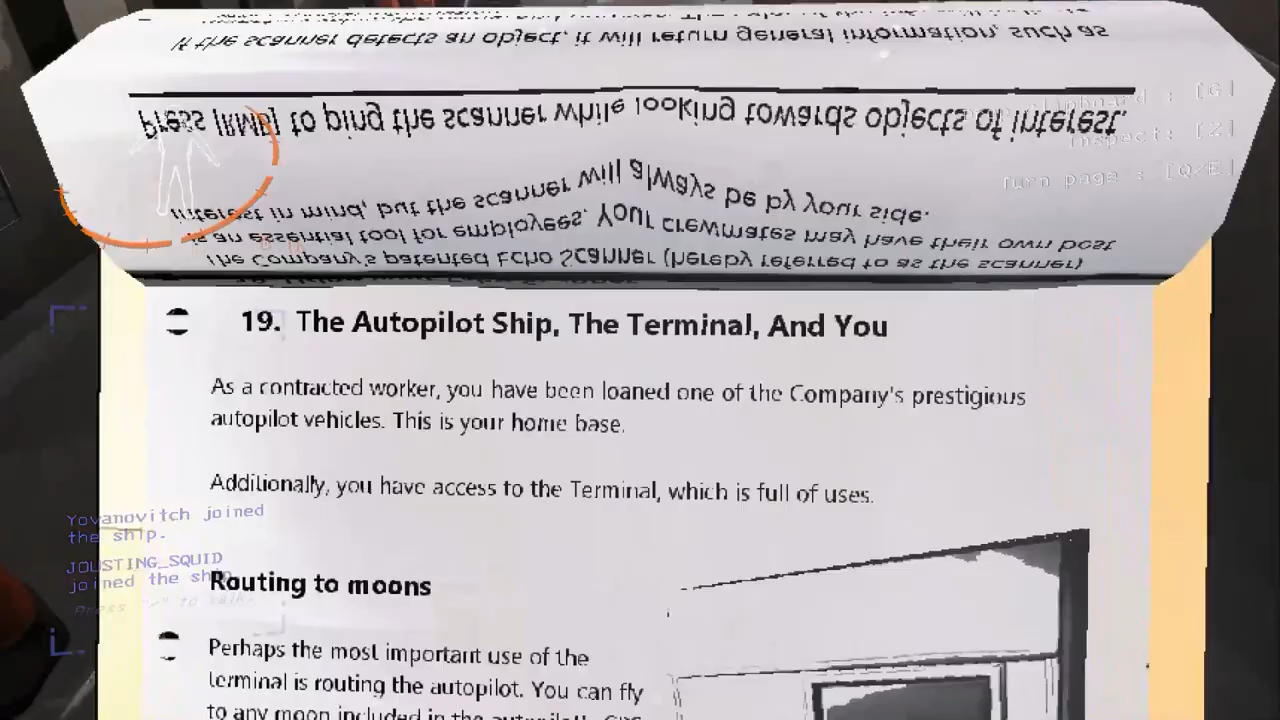 If the scanner detects an object, it will return general information, such as
Press [RMB] to ping the scanner while looking towards objects of interest.
interest in mind, but the scanner will always be by your side.
is an essential tool for employees. Your crewmates may have their own best
The Company's patented Echo Scanner (hereby referred to as the scanner)
: [G]
Inspect: [Z]
Turn page : [Q/E]
19. The Autopilot Ship, The Terminal, And You
As a contracted worker, you have been loaned one of the Company's prestigious
autopilot vehicles. This is your home base.
Additionally, you have access to the Terminal, which is full of uses.
Yovanovitch joined
the ship.
JOUSTING_SQUID
joined the ship
Routing to moons
Perhaps the most important use of the
terminal is routing the autopilot. You can fly
to any moon included in the